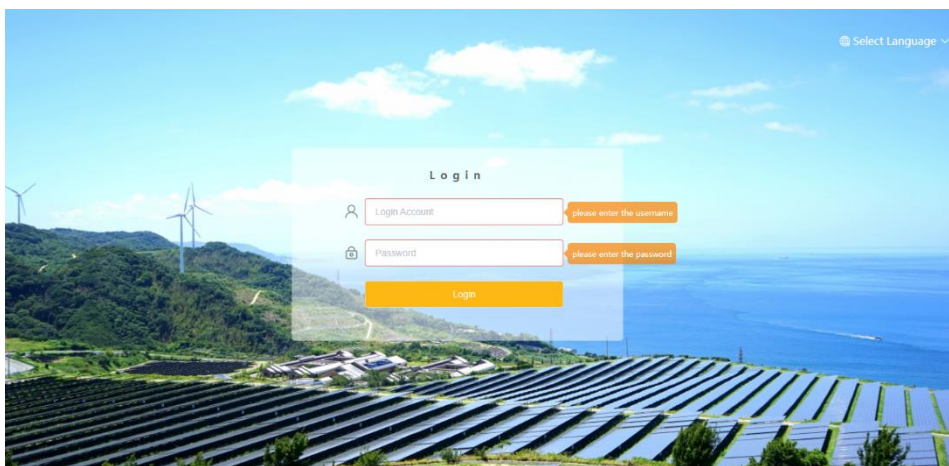 Select Language
Login
Login Account
please enter the username
Password
please enter the password
Login